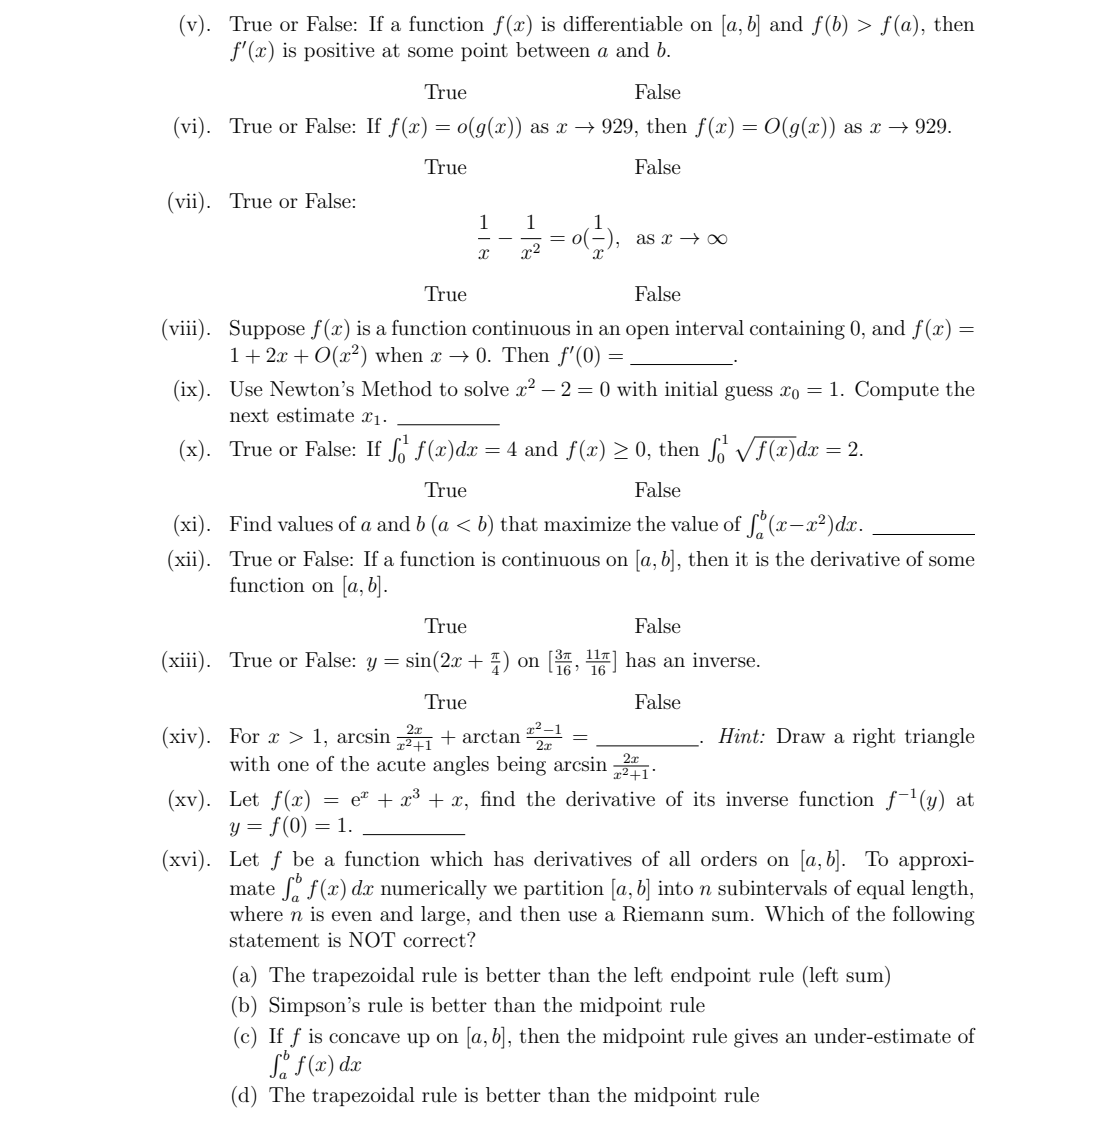 (v). True or False: If a function f(x) is differentiable on [a, b] and f(b) > f(a), then
f′(x) is positive at some point between a and b.
True False
(vi). True or False: If f(x) = o(g(x)) as x → 929, then f(x) = O(g(x)) as x → 929.
True False
(vii). True or False:
1/x − 1/x² = o(1/x), as x → ∞
True False
(viii). Suppose f(x) is a function continuous in an open interval containing 0, and f(x) =
1 + 2x + O(x²) when x → 0. Then f′(0) = __________.
(ix). Use Newton's Method to solve x² − 2 = 0 with initial guess x₀ = 1. Compute the
next estimate x₁. __________
(x). True or False: If ∫₀¹ f(x)dx = 4 and f(x) ≥ 0, then ∫₀¹ √f(x)dx = 2.
True False
(xi). Find values of a and b (a < b) that maximize the value of ∫ₐᵇ(x−x²)dx. __________
(xii). True or False: If a function is continuous on [a, b], then it is the derivative of some
function on [a, b].
True False
(xiii). True or False: y = sin(2x + π/4) on [3π/16, 11π/16] has an inverse.
True False
(xiv). For x > 1, arcsin 2x/(x²+1) + arctan (x²−1)/2x = __________. Hint: Draw a right triangle
with one of the acute angles being arcsin 2x/(x²+1).
(xv). Let f(x) = eˣ + x³ + x, find the derivative of its inverse function f⁻¹(y) at
y = f(0) = 1. __________
(xvi). Let f be a function which has derivatives of all orders on [a, b]. To approxi-
mate ∫ₐᵇ f(x) dx numerically we partition [a, b] into n subintervals of equal length,
where n is even and large, and then use a Riemann sum. Which of the following
statement is NOT correct?
(a) The trapezoidal rule is better than the left endpoint rule (left sum)
(b) Simpson's rule is better than the midpoint rule
(c) If f is concave up on [a, b], then the midpoint rule gives an under-estimate of
∫ₐᵇ f(x) dx
(d) The trapezoidal rule is better than the midpoint rule